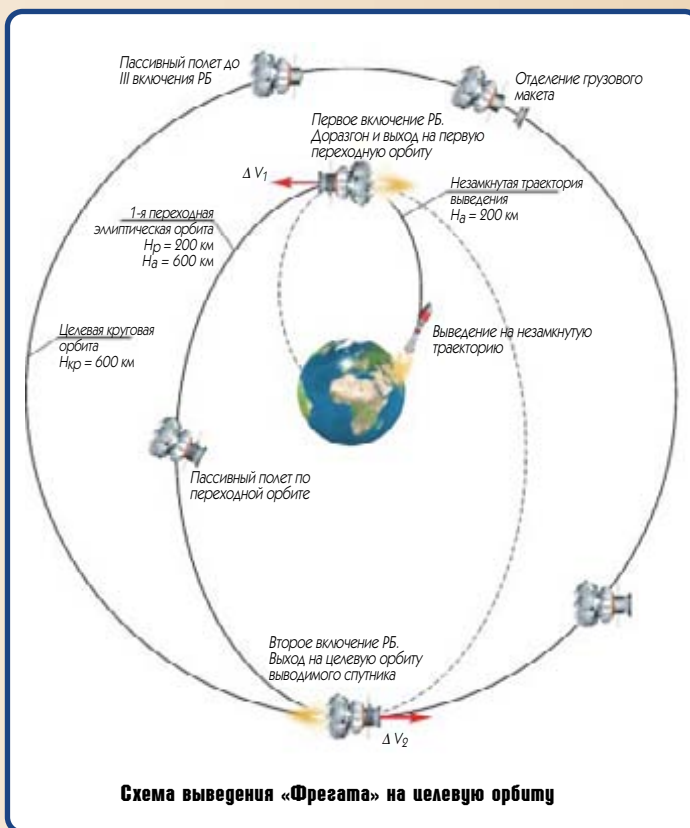 Пассивный полет до
III включения РБ
Отделение грузового
макета
Первое включение РБ.
Доразгон и выход на первую
переходную орбиту
Δ V1
Незамкнутая траектория
выведения
Hа = 200 км
1-я переходная
эллиптическая орбита
Hр = 200 км
Hа = 600 км
Целевая круговая
орбита
Hкр = 600 км
Выведение на незамкнутую
траекторию
Пассивный полет по
переходной орбите
Второе включение РБ.
Выход на целевую орбиту
выводимого спутника
Δ V2
Схема выведения «Фрегата» на целевую орбиту